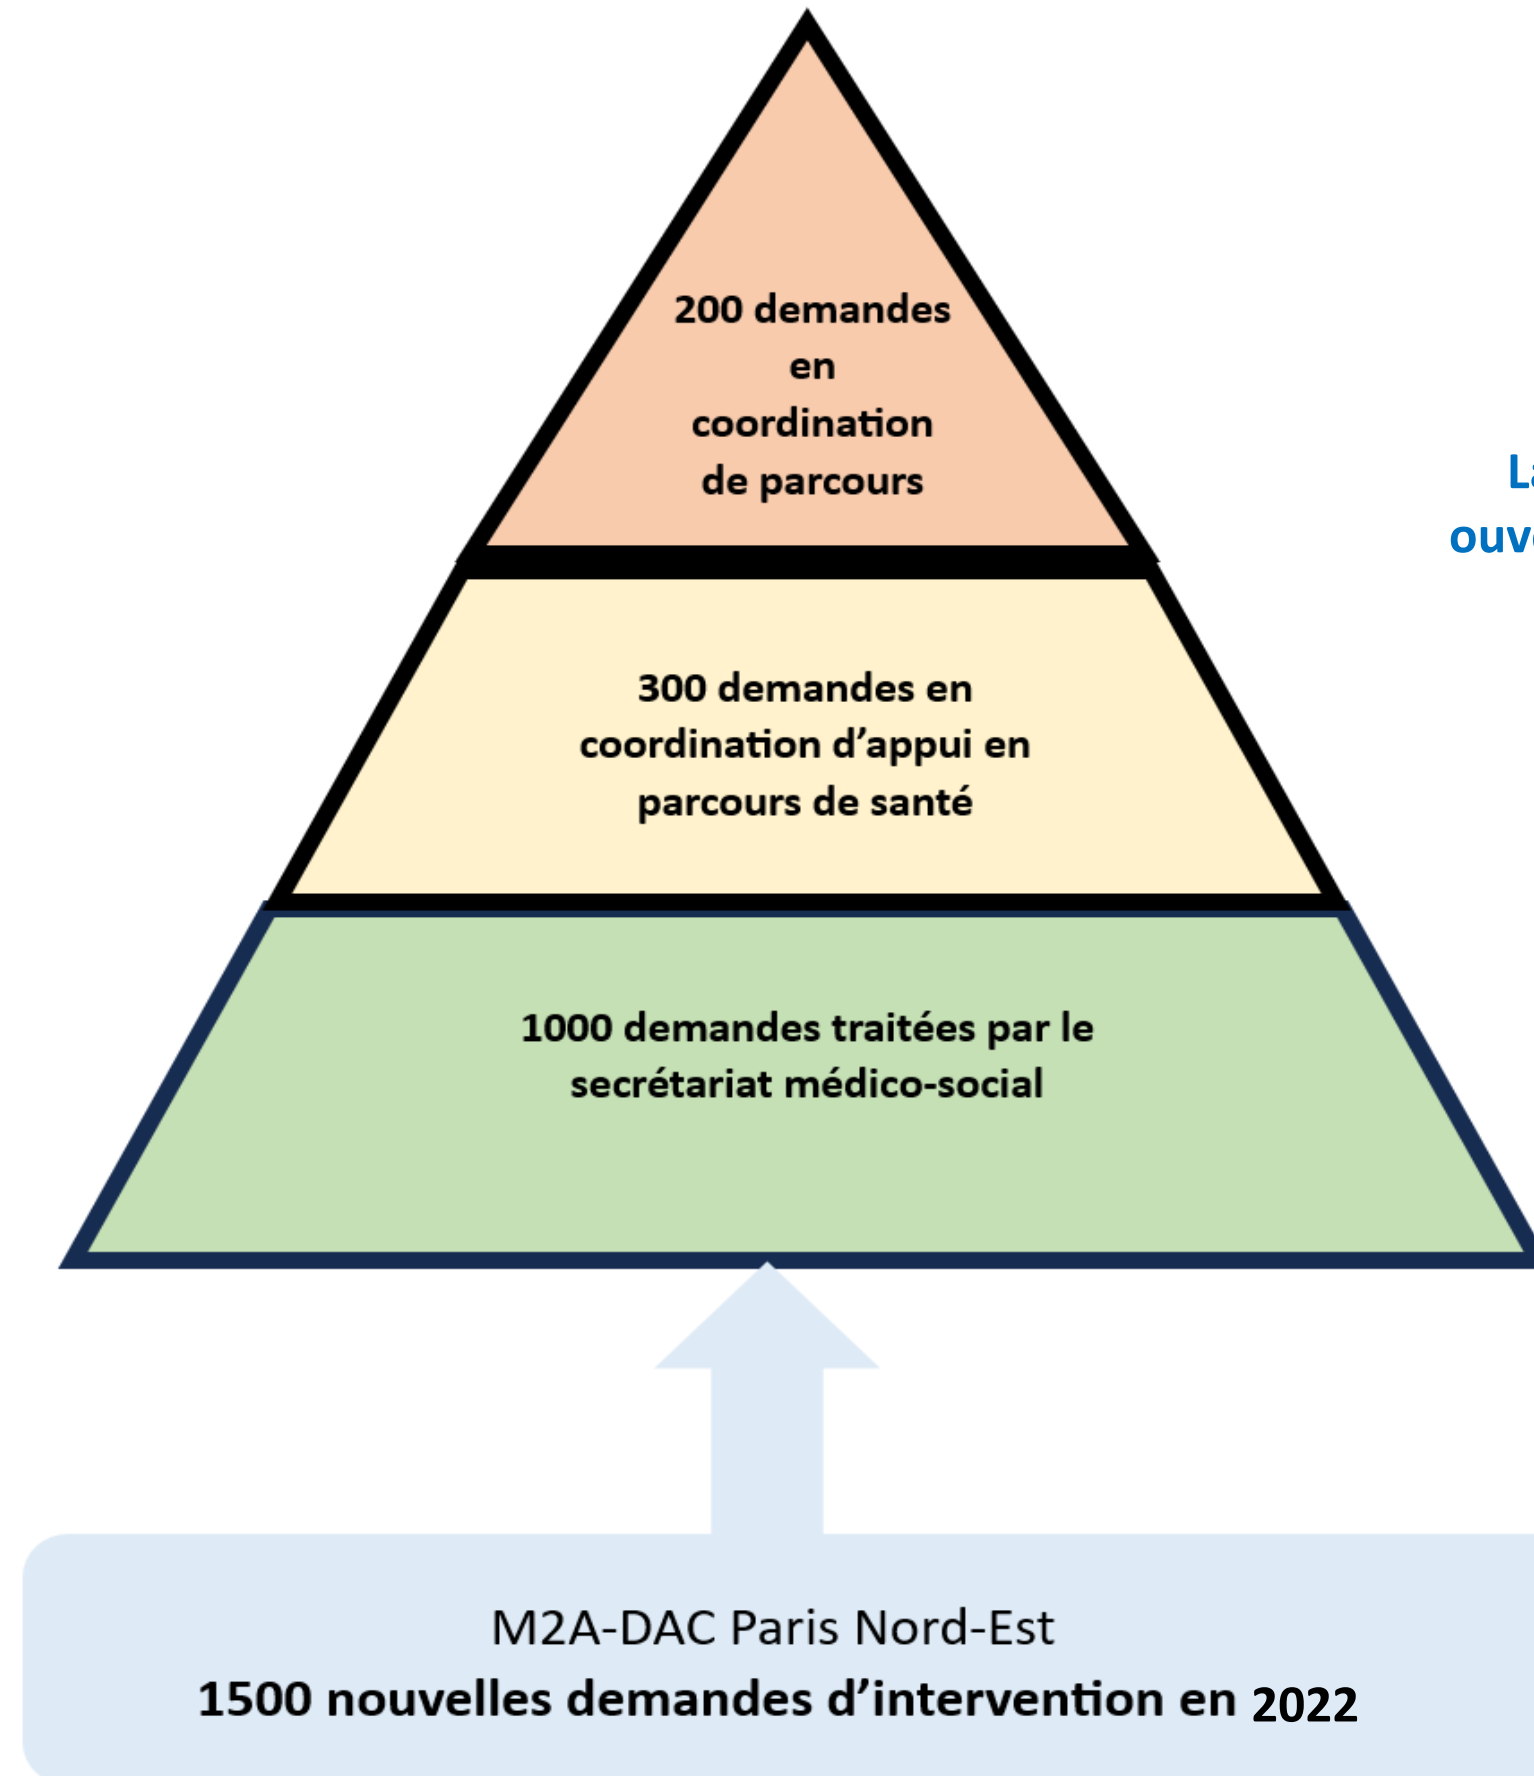 200 demandes
en
coordination
de parcours
300 demandes en
coordination d’appui en
parcours de santé
1000 demandes traitées par le
secrétariat médico-social
M2A-DAC Paris Nord-Est
1500 nouvelles demandes d’intervention en 2022